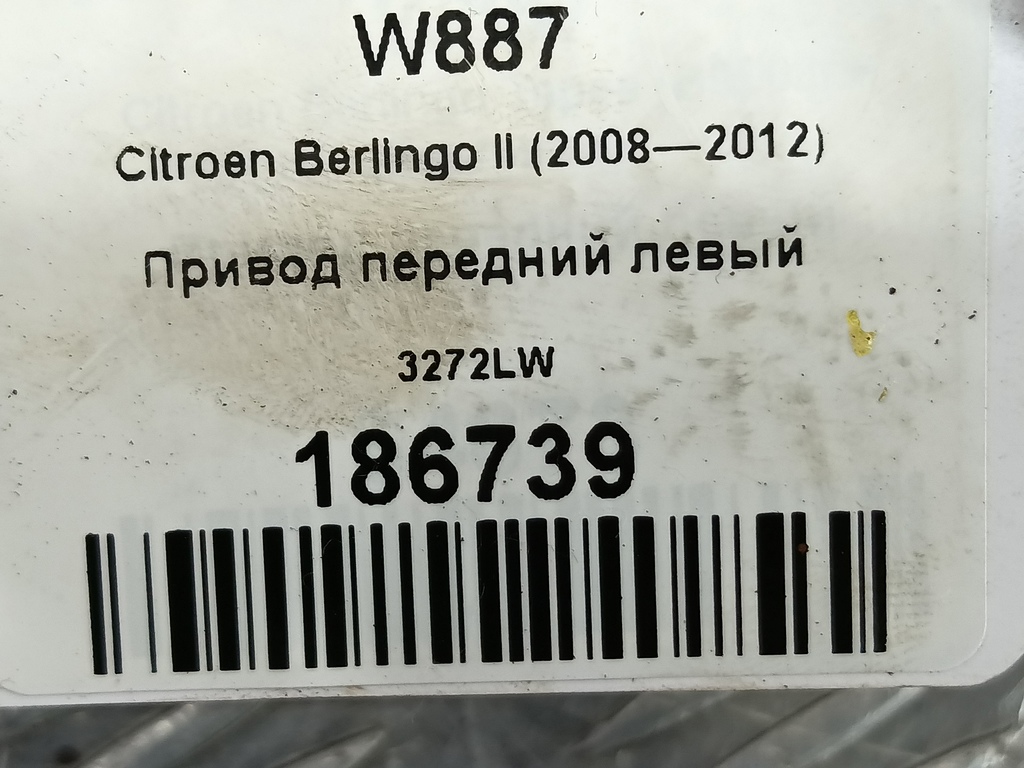 W887
Citroen Berlingo II (2008—2012)
Привод передний левый
3272LW
186739